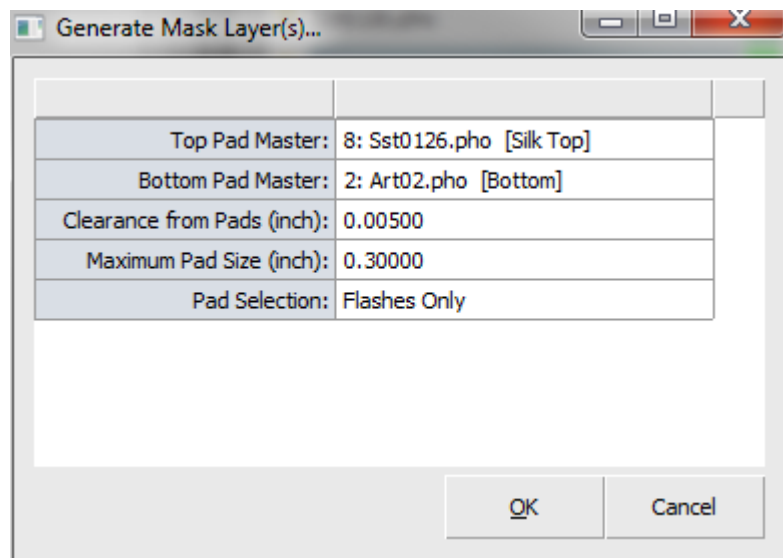 Generate Mask Layer(s)...
Top Pad Master: 8: Sst0126.pho [Silk Top]
Bottom Pad Master: 2: Art02.pho [Bottom]
Clearance from Pads (inch): 0.00500
Maximum Pad Size (inch): 0.30000
Pad Selection: Flashes Only
OK Cancel